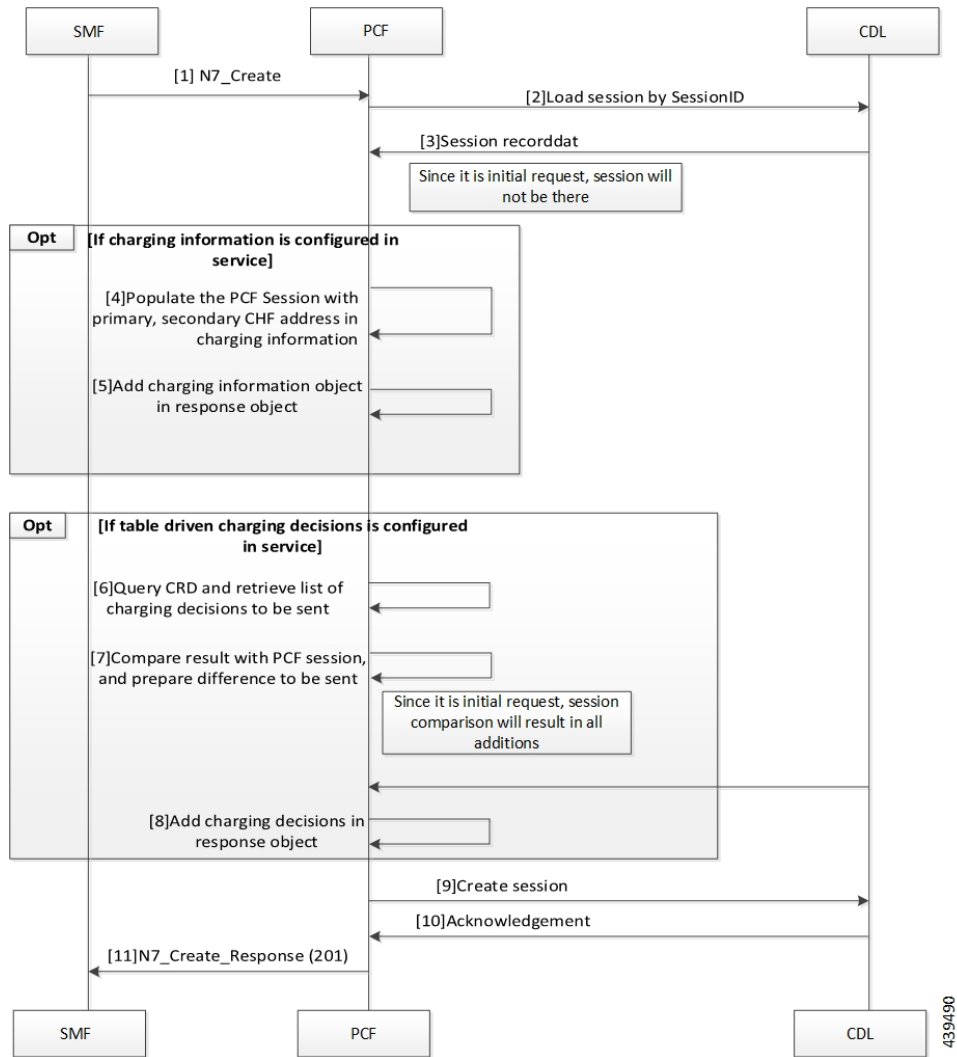 SMF
PCF
CDL
[1] N7_Create
[2]Load session by SessionID
[3]Session recorddat
Since it is initial request, session will
not be there
Opt
[If charging information is configured in
service]
[4]Populate the PCF Session with
primary, secondary CHF address in
charging information
[5]Add charging information object
in response object
Opt
[If table driven charging decisions is configured
in service]
[6]Query CRD and retrieve list of
charging decisions to be sent
[7]Compare result with PCF session,
and prepare difference to be sent
Since it is initial request, session
comparison will result in all
additions
[8]Add charging decisions in
response object
[9]Create session
[10]Acknowledgement
[11]N7_Create_Response (201)
SMF
PCF
CDL
439490